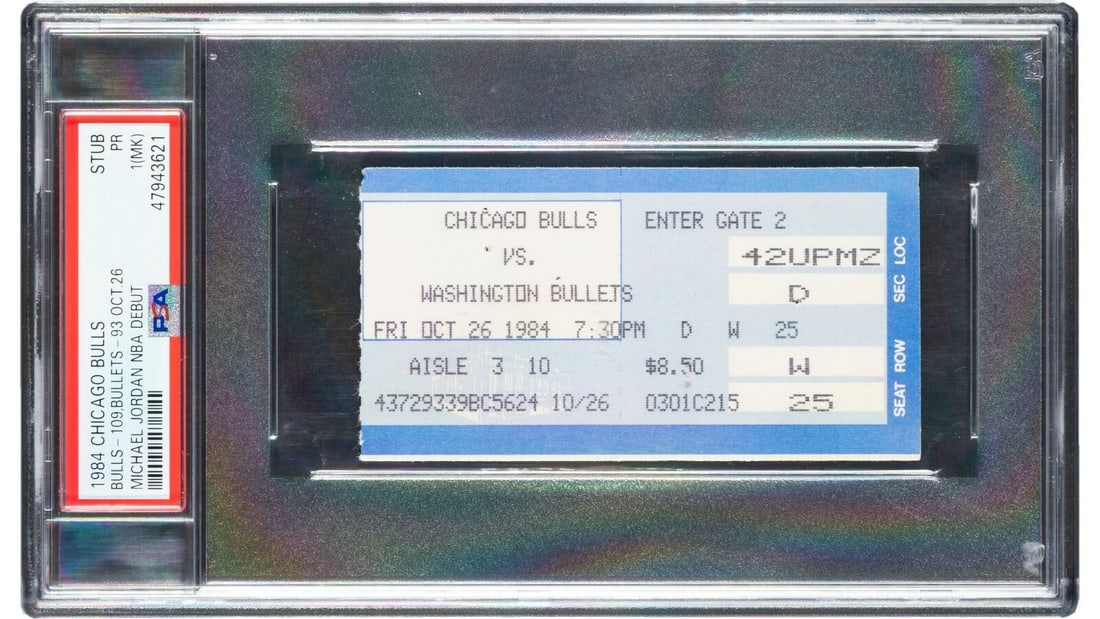 1984 CHICAGO BULLS STUB
BULLS - 109,BULLETS - 93 OCT.26 PR
MICHAEL JORDAN NBA DEBUT 1(MK)
PSA 47943621
CHICAGO BULLS ENTER GATE 2
VS. 42UPMZ
WASHINGTON BULLETS D
FRI OCT 26 1984 7:30PM D W 25
AISLE 3 10 $8.50 W
43729339BC5624 10/26 0301C215 25
SEC LOC
SEAT ROW